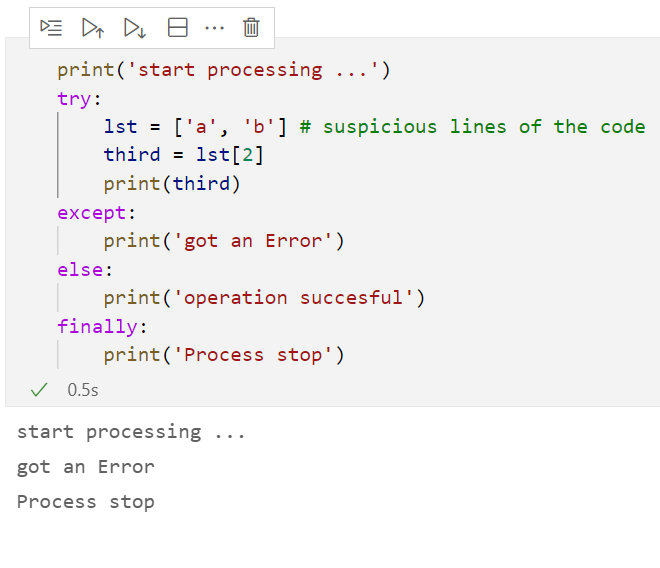 print('start processing ...')
try:
    lst = ['a', 'b'] # suspicious lines of the code
    third = lst[2]
    print(third)
except:
    print('got an Error')
else:
    print('operation succesful')
finally:
    print('Process stop')
0.5s
start processing ...
got an Error
Process stop